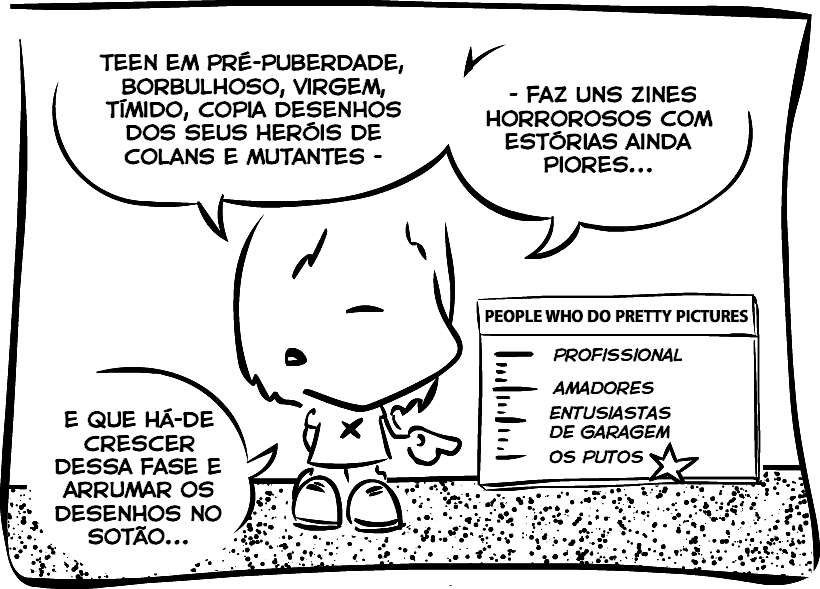 TEEN EM PRÉ-PUBERDADE,
BORBULHOSO, VIRGEM,
TÍMIDO, COPIA DESENHOS
DOS SEUS HERÓIS DE
COLANS E MUTANTES -
- FAZ UNS ZINES
HORROROSOS COM
ESTÓRIAS AINDA
PIORES...
PEOPLE WHO DO PRETTY PICTURES
PROFISSIONAL
AMADORES
ENTUSIASTAS
DE GARAGEM
OS PUTOS
E QUE HÁ-DE
CRESCER
DESSA FASE E
ARRUMAR OS
DESENHOS NO
SOTÃO...